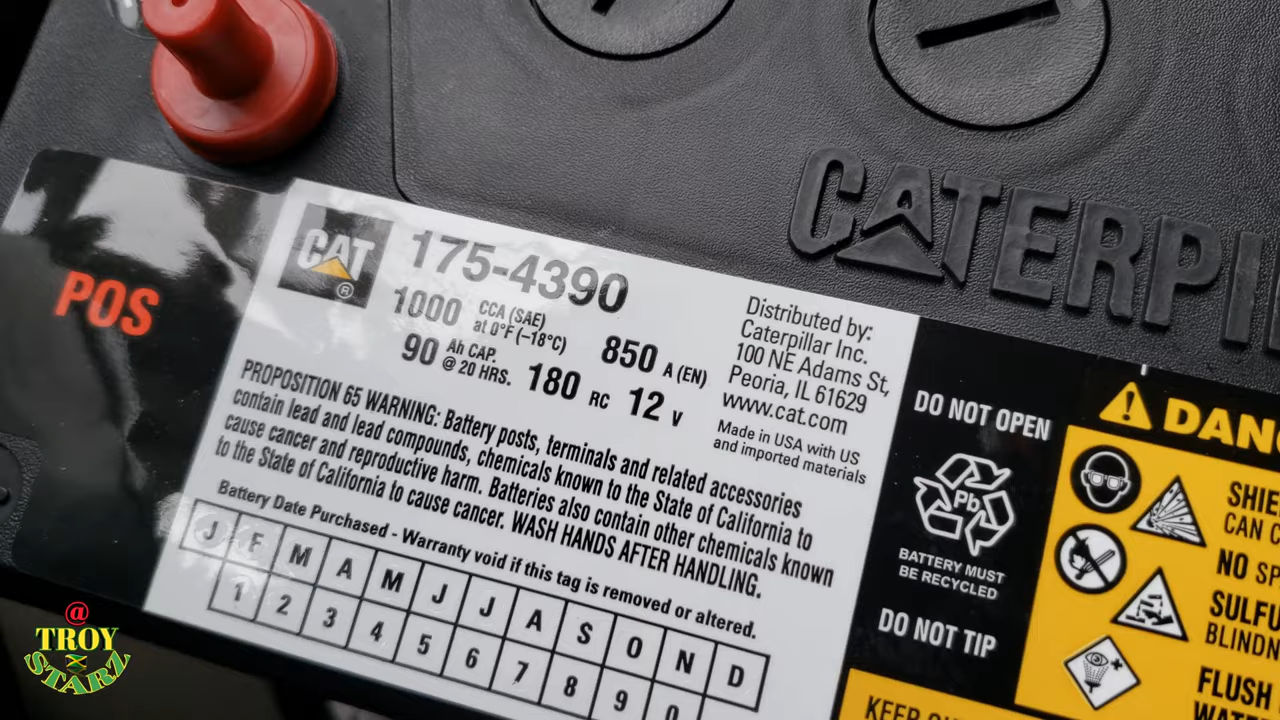 CATERPI
POS
CAT
®
175-4390
1000 CCA (SAE)
at 0°F (–18°C)
850 A (EN)
90 Ah CAP.
@ 20 HRS.
180 RC 12 V
Distributed by:
Caterpillar Inc.
100 NE Adams St,
Peoria, IL 61629
www.cat.com
Made in USA with US
and imported materials
PROPOSITION 65 WARNING: Battery posts, terminals and related accessories
contain lead and lead compounds, chemicals known to the State of California to
cause cancer and reproductive harm. Batteries also contain other chemicals known
to the State of California to cause cancer. WASH HANDS AFTER HANDLING.
Battery Date Purchased - Warranty void if this tag is removed or altered.
J F M A M J J A S O N D
1 2 3 4 5 6 7 8 9 0
DO NOT OPEN
Pb
BATTERY MUST
BE RECYCLED
DO NOT TIP
DANG
SHIE
CAN C
NO SP
SULFU
BLINDN
FLUSH
WATE
KEEP OU
@
TROY
STARZ